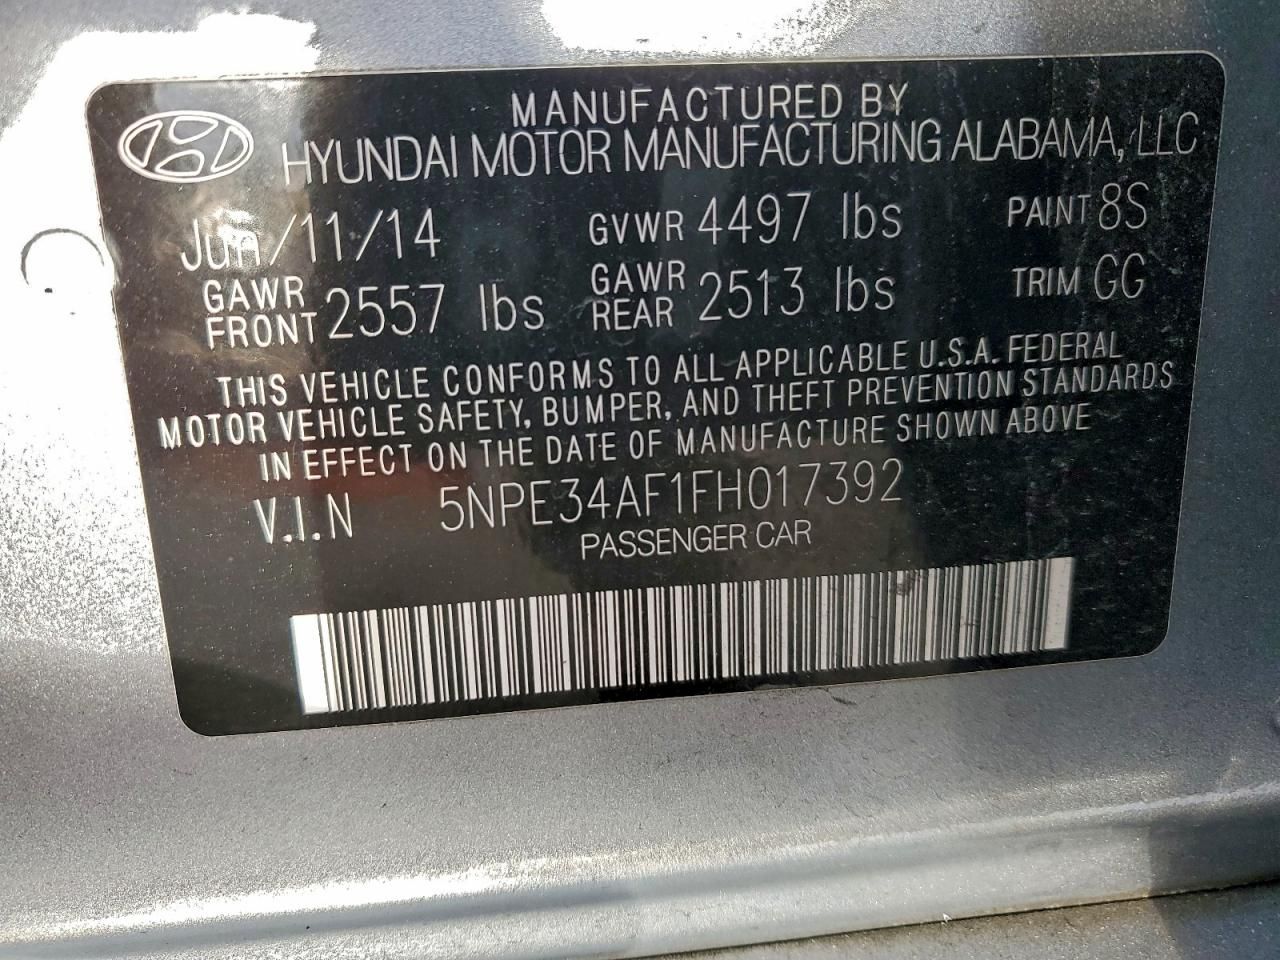 MANUFACTURED BY
HYUNDAI MOTOR MANUFACTURING ALABAMA, LLC
Jun/11/14 GVWR 4497 lbs PAINT 8S
GAWR FRONT 2557 lbs GAWR REAR 2513 lbs TRIM GG
THIS VEHICLE CONFORMS TO ALL APPLICABLE U.S.A. FEDERAL
MOTOR VEHICLE SAFETY, BUMPER, AND THEFT PREVENTION STANDARDS
IN EFFECT ON THE DATE OF MANUFACTURE SHOWN ABOVE
V.I.N 5NPE34AF1FH017392
PASSENGER CAR